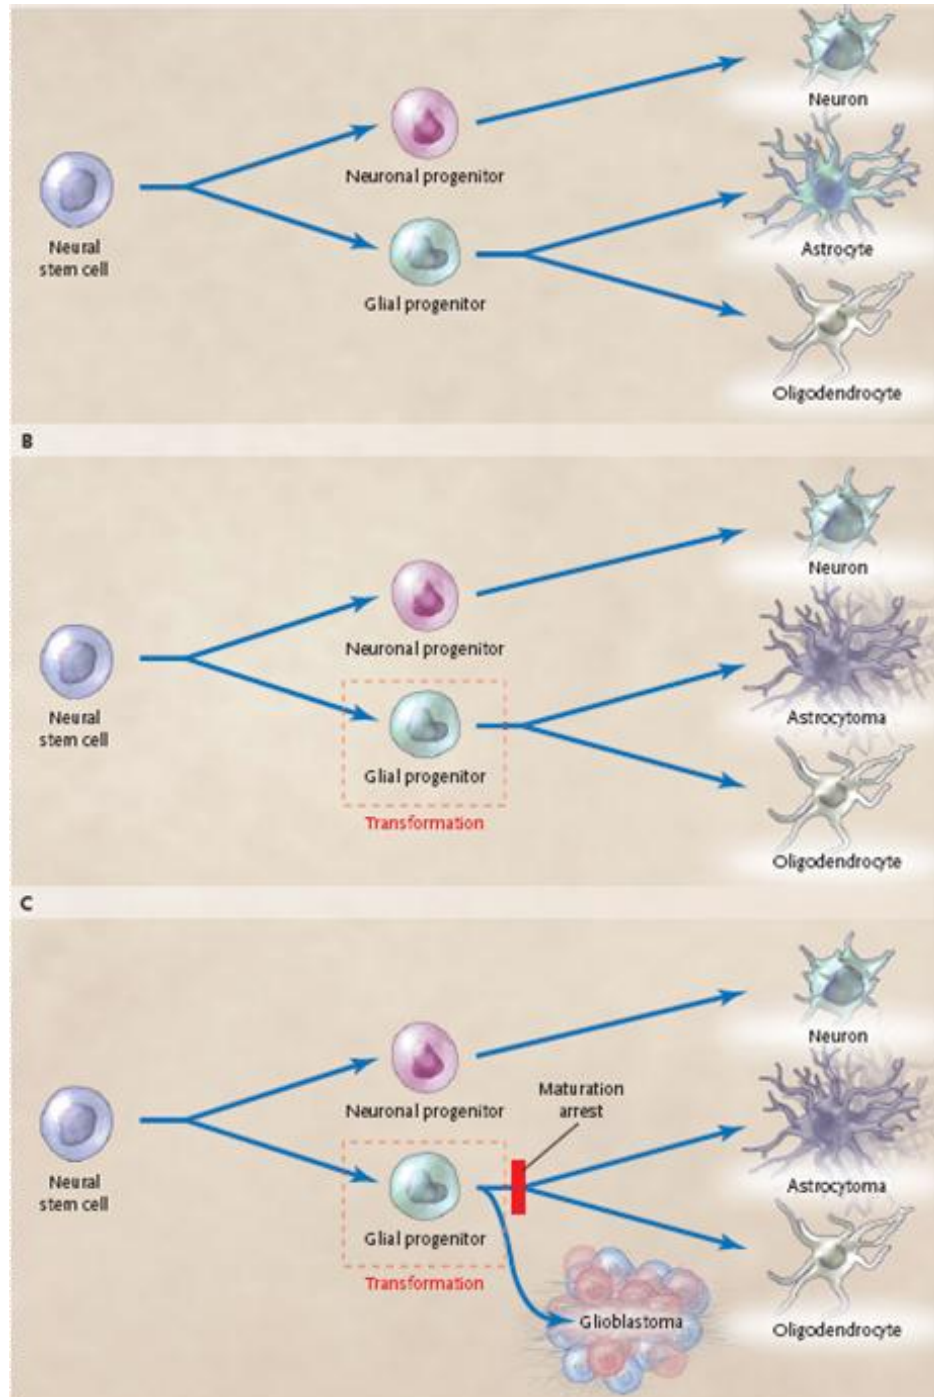 Neuron
Neuronal progenitor
Neural
stem cell
Astrocyte
Glial progenitor
Oligodendrocyte
B
Neuron
Neuronal progenitor
Neural
stem cell
Astrocytoma
Glial progenitor
Transformation
Oligodendrocyte
C
Neuron
Maturation
arrest
Neuronal progenitor
Neural
stem cell
Astrocytoma
Glial progenitor
Transformation
Glioblastoma
Oligodendrocyte